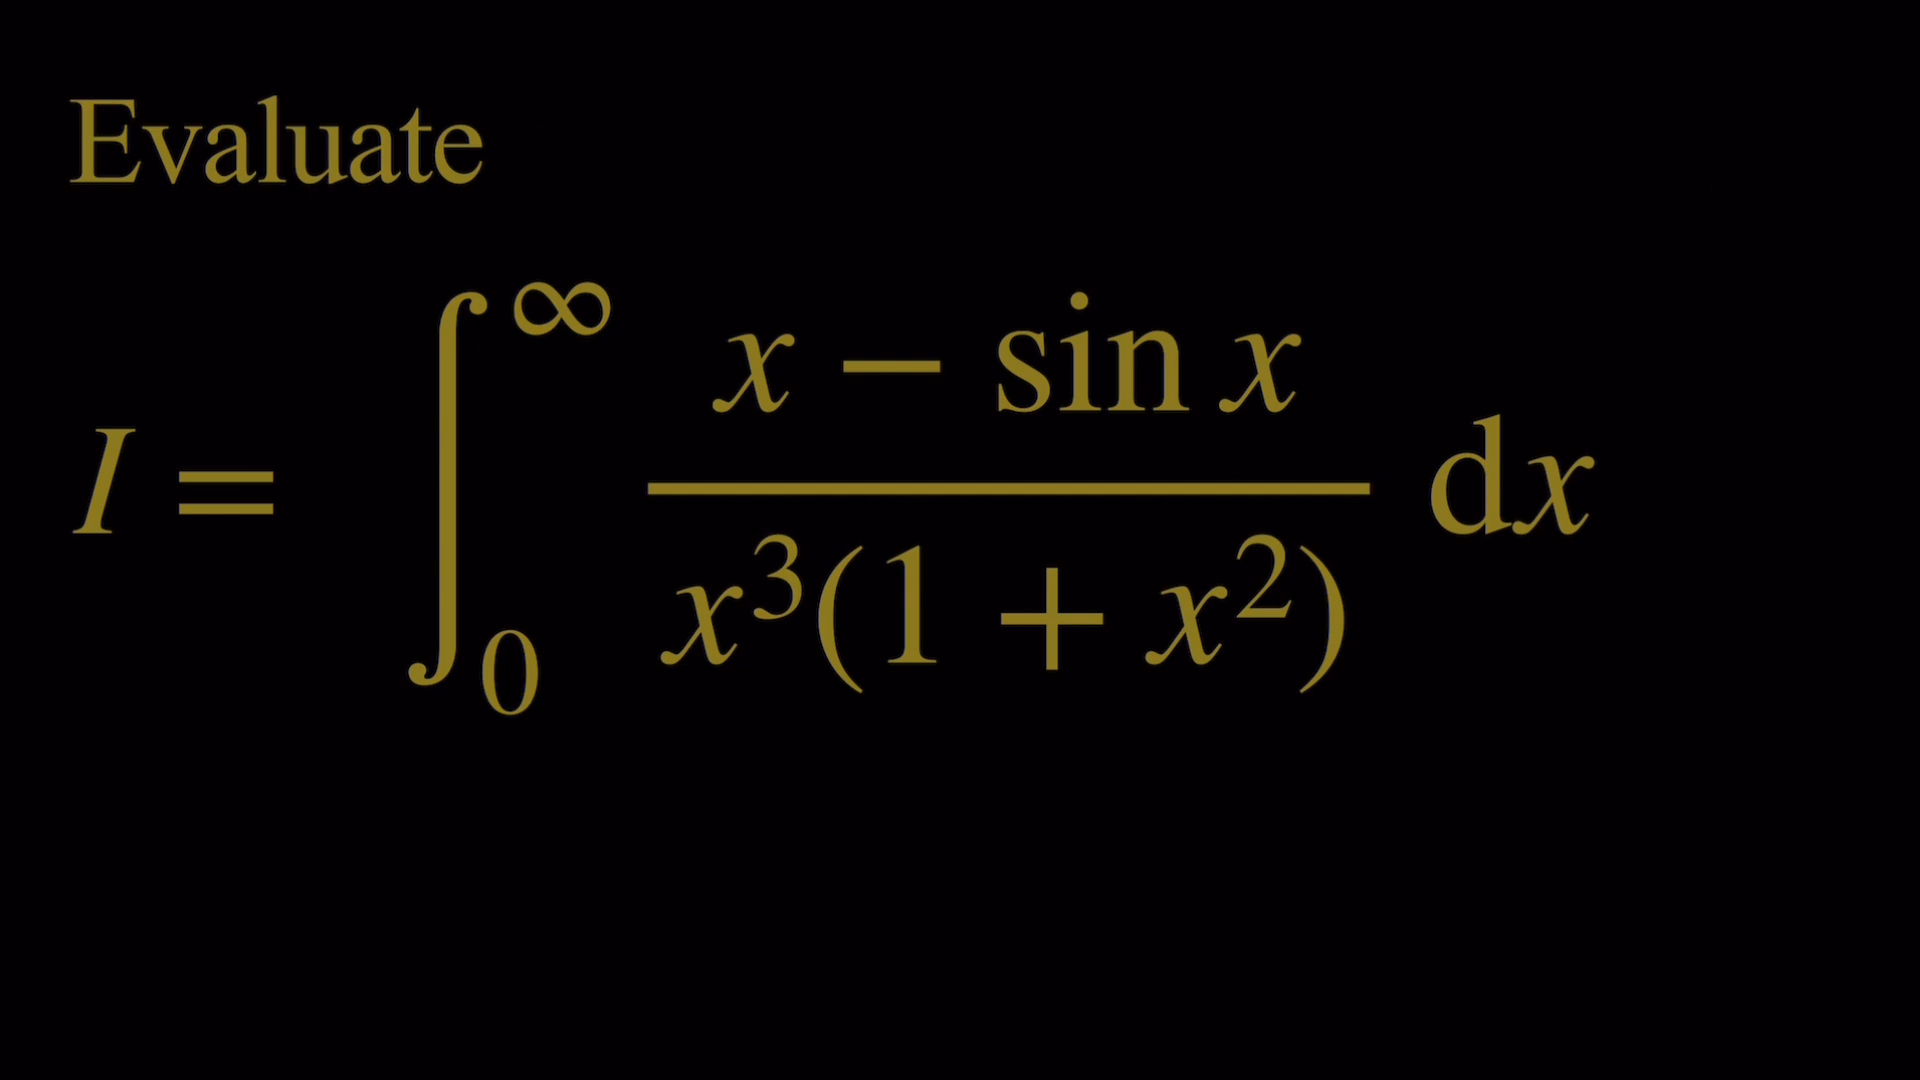 Evaluate
I = ∫₀^∞ (x − sin x) / (x³(1 + x²)) dx